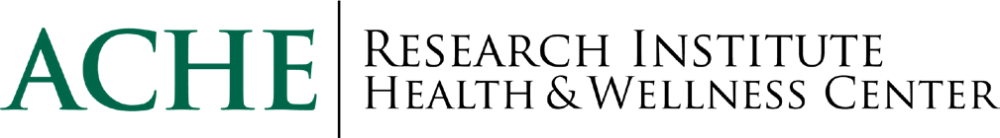 ACHE
RESEARCH INSTITUTE
HEALTH & WELLNESS CENTER